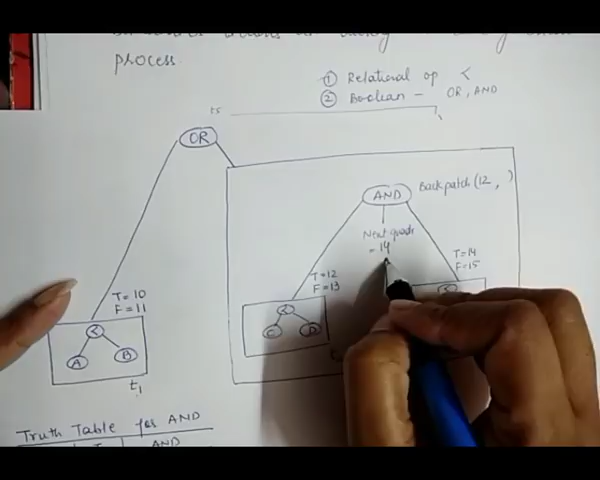 process
① Relational op <
② Boolean - OR, AND
OR
AND
Backpatch (12, )
Next quads
= 14
T=14
F=15
T=12
F=13
<
<
C
D
T=10
F=11
<
A
B
t1
Truth Table for AND
AND